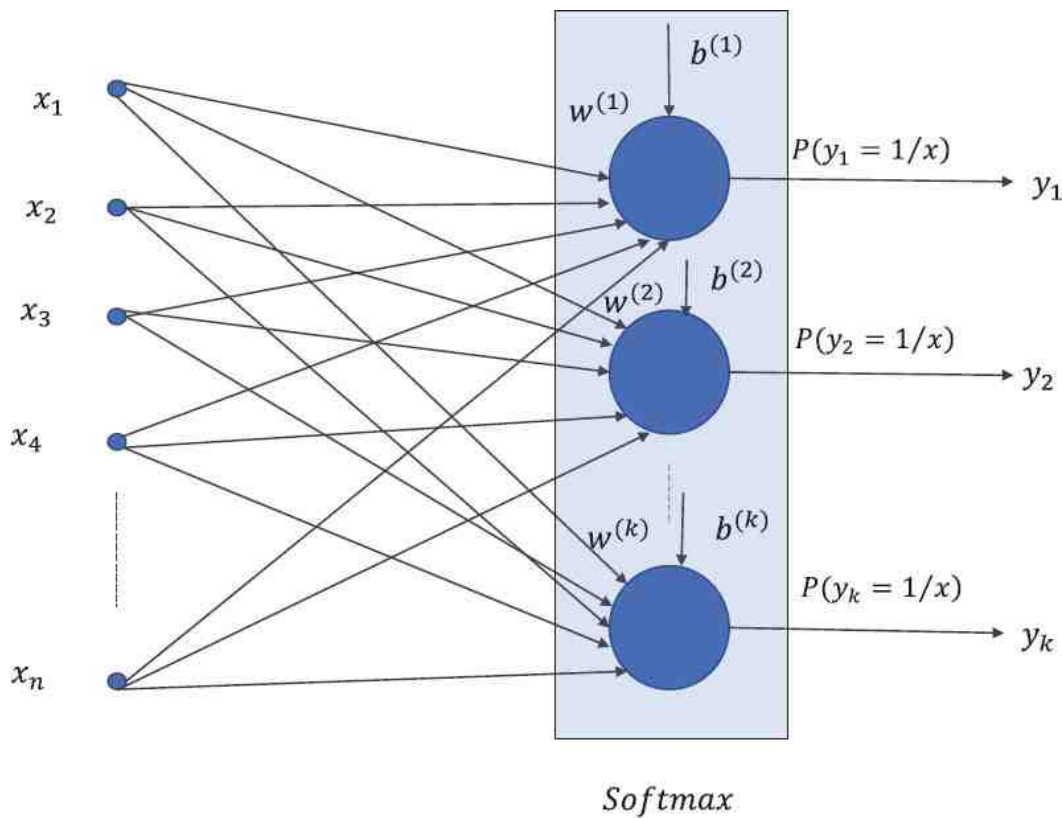 x₁
x₂
x₃
x₄
xₙ
b⁽¹⁾
w⁽¹⁾
P(y₁ = 1/x)
y₁
b⁽²⁾
w⁽²⁾
P(y₂ = 1/x)
y₂
w⁽ᵏ⁾
b⁽ᵏ⁾
P(yₖ = 1/x)
yₖ
Softmax